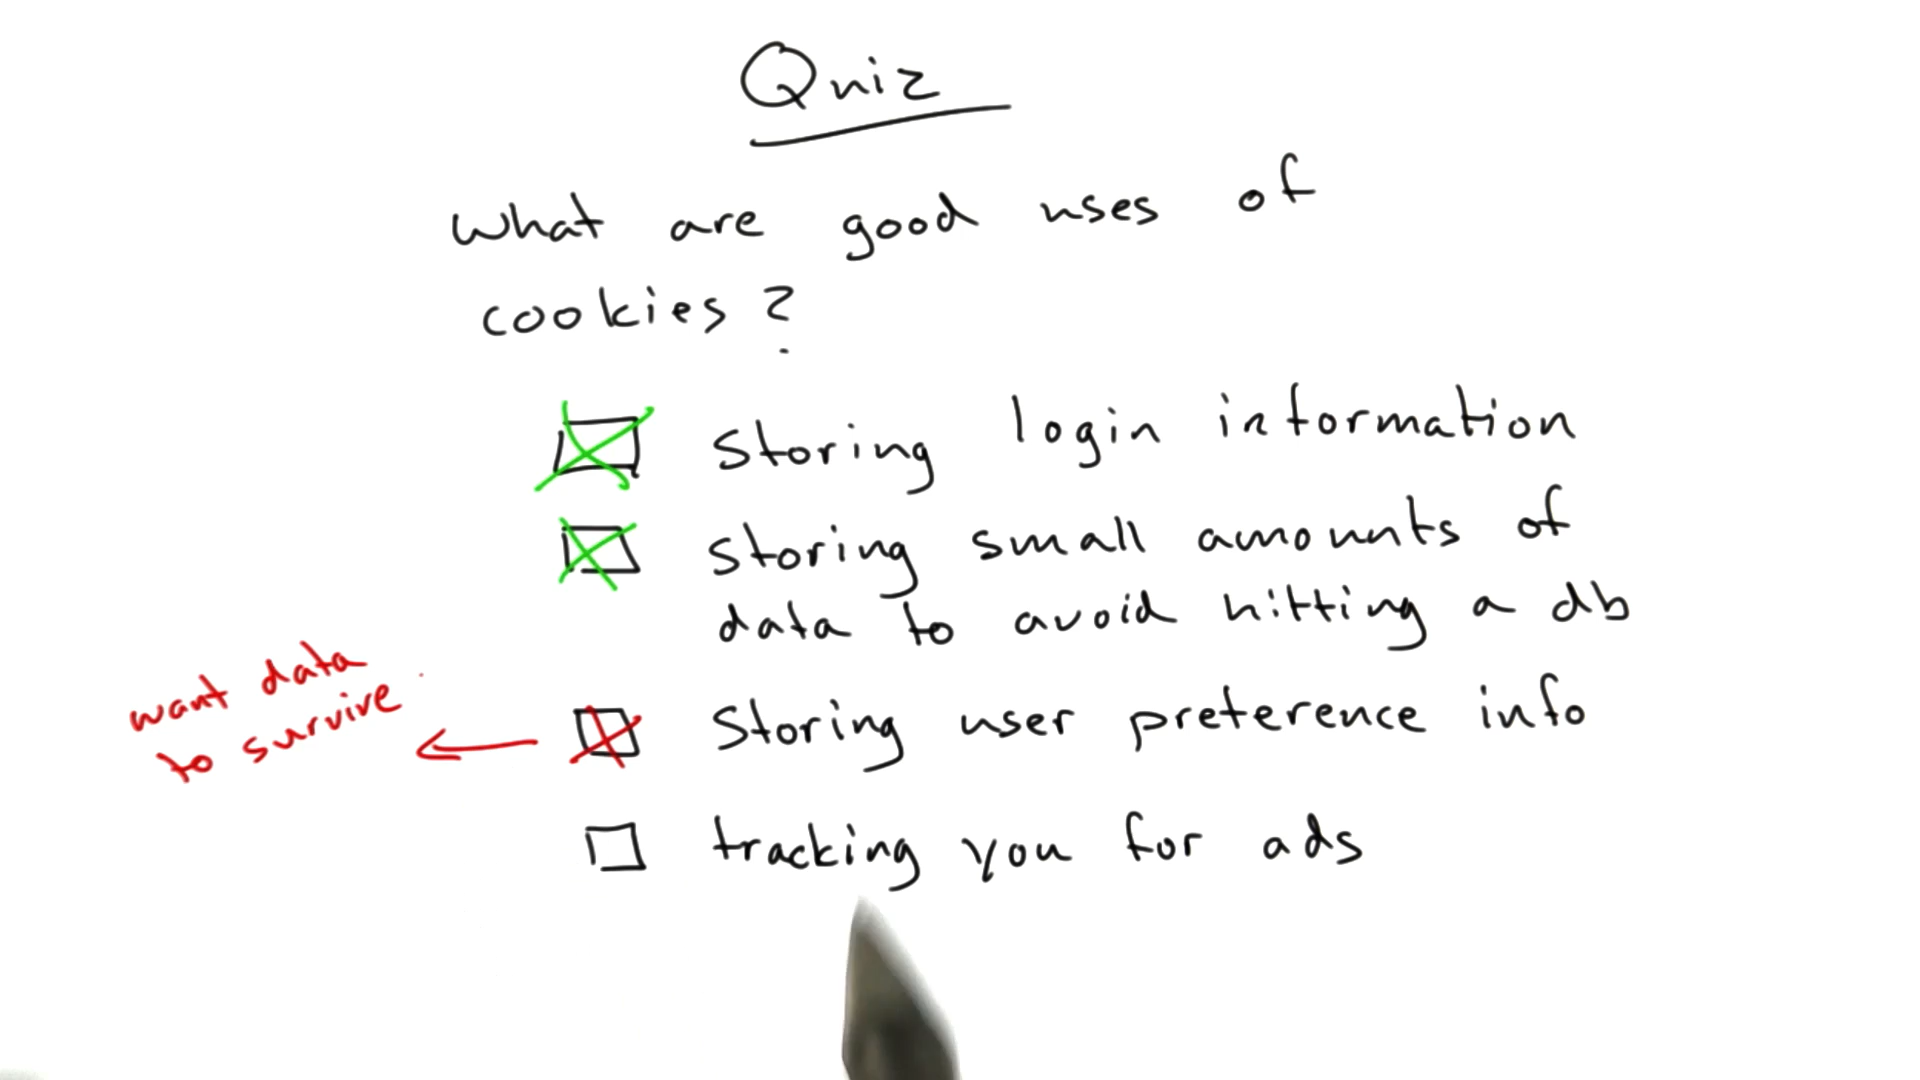 Quiz
What are good uses of
cookies?
storing login information
storing small amounts of
data to avoid hitting a db
want data
to survive
storing user preference info
tracking you for ads